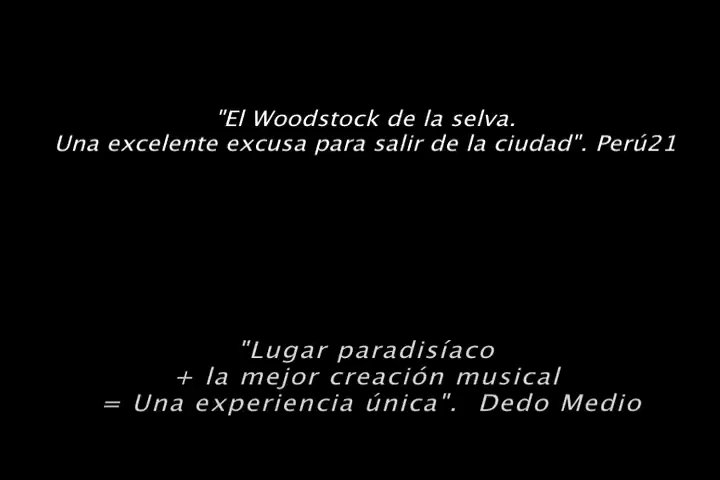 "El Woodstock de la selva.
Una excelente excusa para salir de la ciudad". Perú21
"Lugar paradisíaco
+ la mejor creación musical
= Una experiencia única".  Dedo Medio